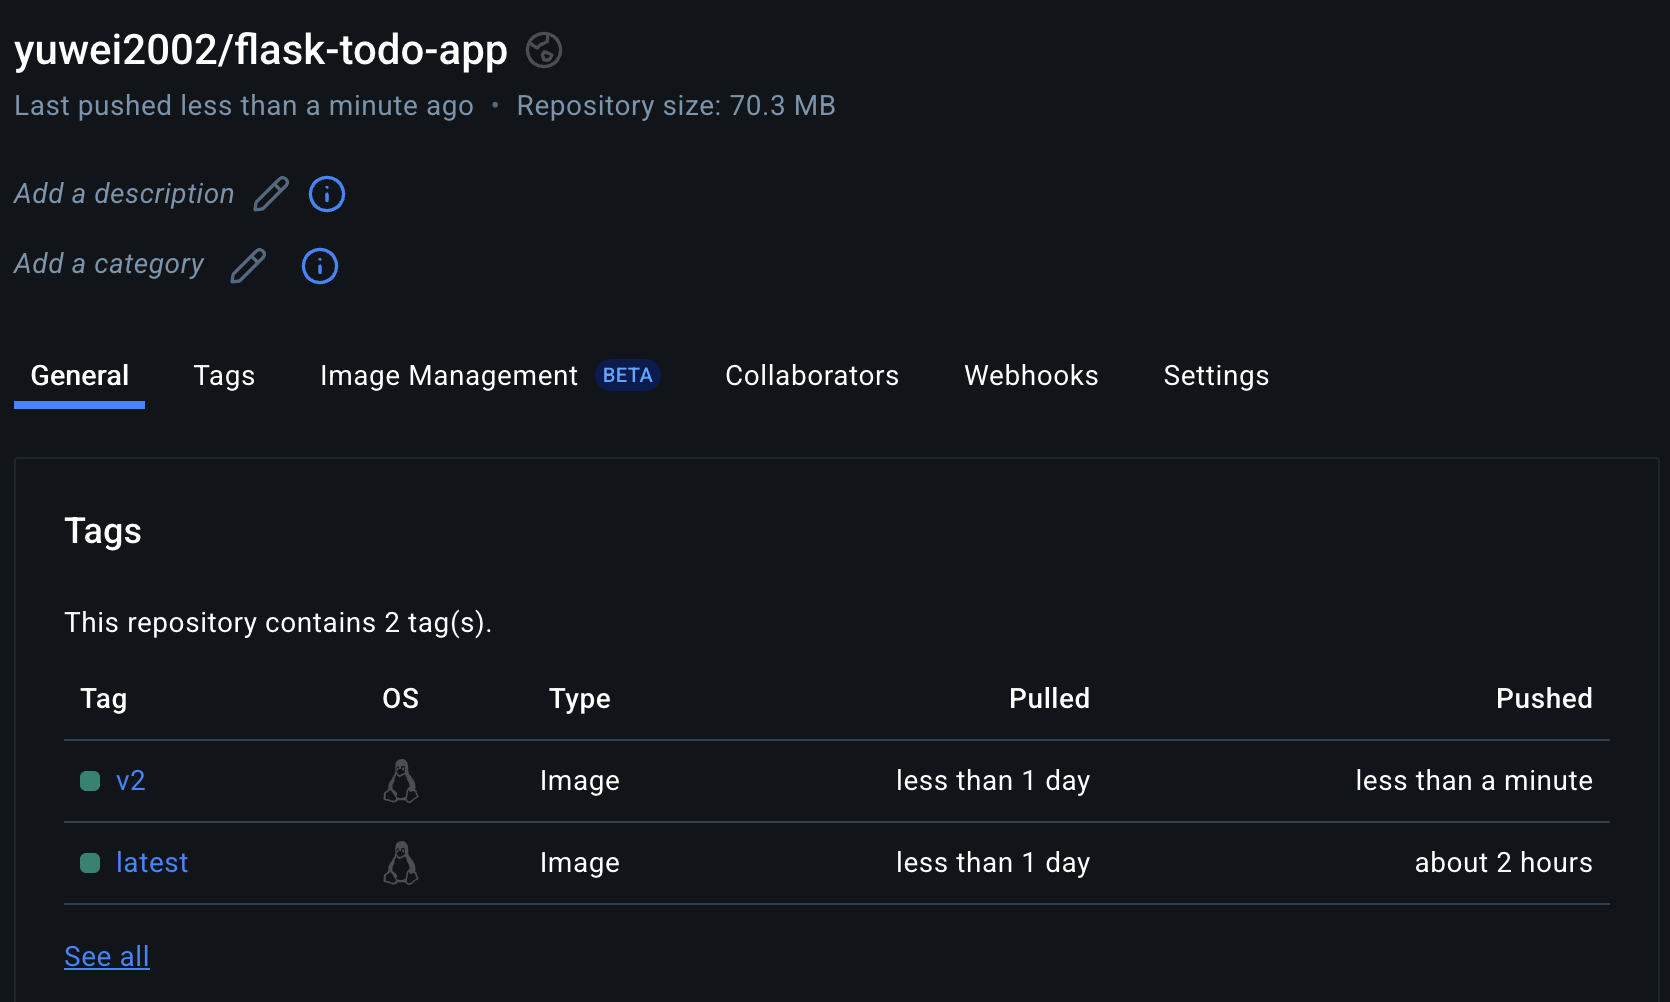 yuwei2002/flask-todo-app
Last pushed less than a minute ago • Repository size: 70.3 MB
Add a description
Add a category
General Tags Image Management BETA Collaborators Webhooks Settings
Tags
This repository contains 2 tag(s).
Tag OS Type Pulled Pushed
v2 Image less than 1 day less than a minute
latest Image less than 1 day about 2 hours
See all